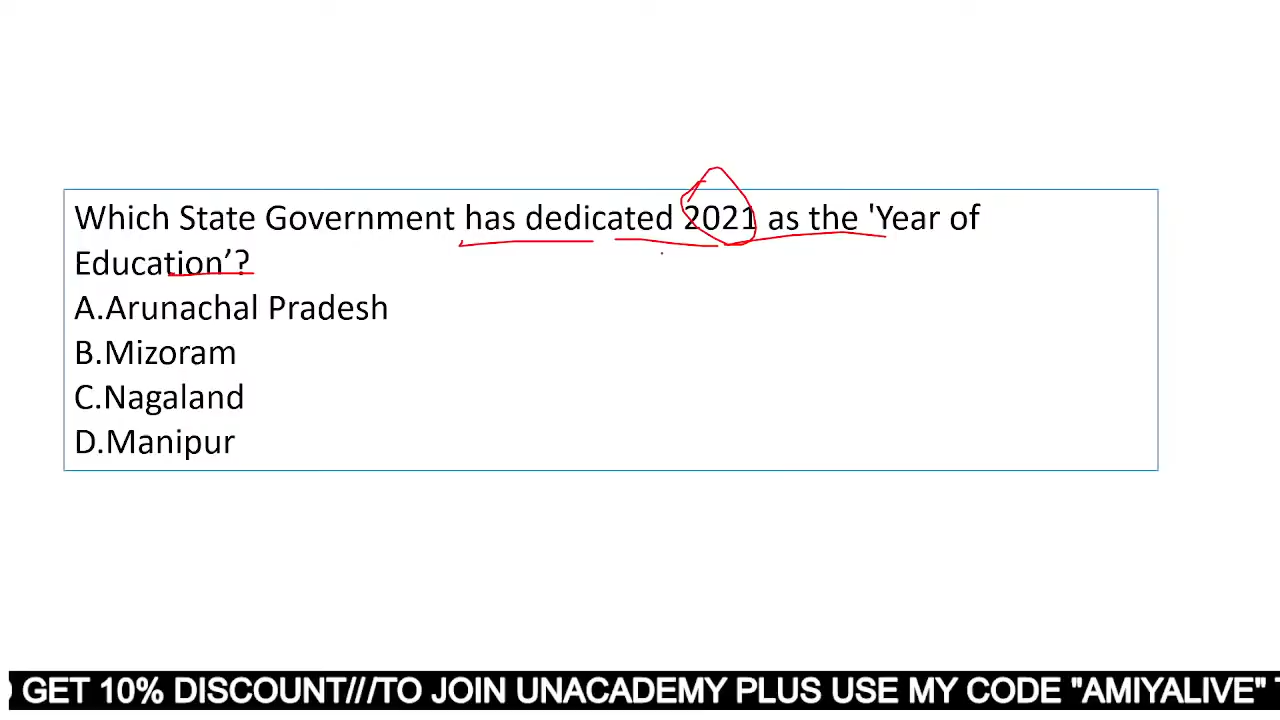 Which State Government has dedicated 2021 as the 'Year of
Education’?
A.Arunachal Pradesh
B.Mizoram
C.Nagaland
D.Manipur
GET 10% DISCOUNT///TO JOIN UNACADEMY PLUS USE MY CODE "AMIYALIVE"